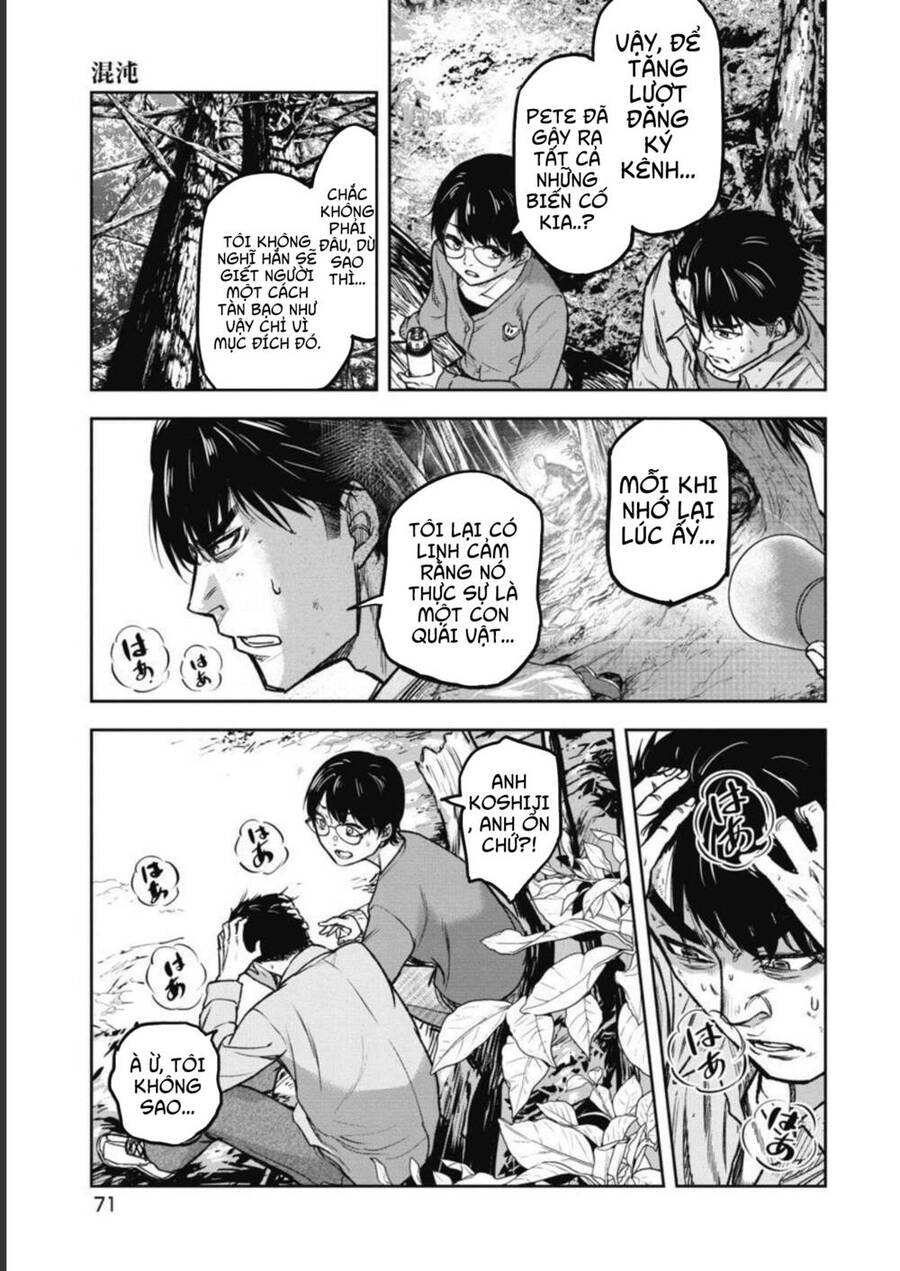 混沌
VẬY, ĐỂ
TĂNG
LƯỢT
ĐĂNG
KÝ
KÊNH...
PETE ĐÃ
GÂY RA
TẤT CẢ
NHỮNG
BIẾN CỐ
KIA..?
CHẮC
KHÔNG
PHẢI
ĐÂU, DÙ
SAO
THÌ...
TÔI KHÔNG
NGHĨ HẮN SẼ
GIẾT NGƯỜI
MỘT CÁCH
TÀN BẠO NHƯ
VẬY CHỈ VÌ
MỤC ĐÍCH ĐÓ.
MỖI KHI
NHỚ LẠI
LÚC ẤY...
TÔI LẠI CÓ
LINH CẢM
RẰNG NÓ
THỰC SỰ LÀ
MỘT CON
QUÁI VẬT...
はぁ
はぁ
はぁ
はぁ
はぁ
ANH
KOSHIJI
, ANH ỔN
CHỨ?!
はぁ
はぁ
はぁ
À Ừ, TÔI
KHÔNG
SAO...
71